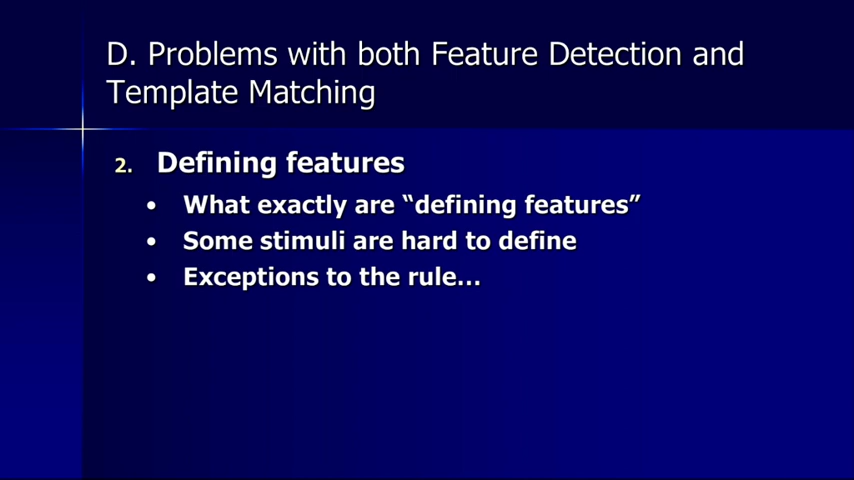 D. Problems with both Feature Detection and
Template Matching
2. Defining features
• What exactly are “defining features”
• Some stimuli are hard to define
• Exceptions to the rule…